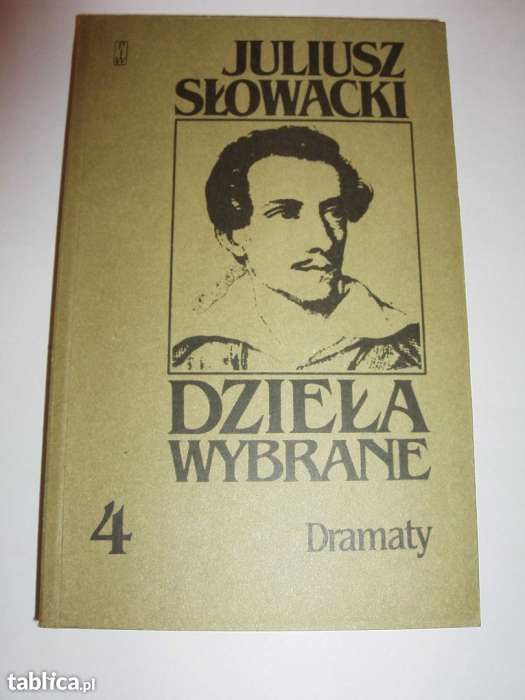 JULIUSZ
SŁOWACKI
DZIEŁA
WYBRANE
4
Dramaty
tablica.pl